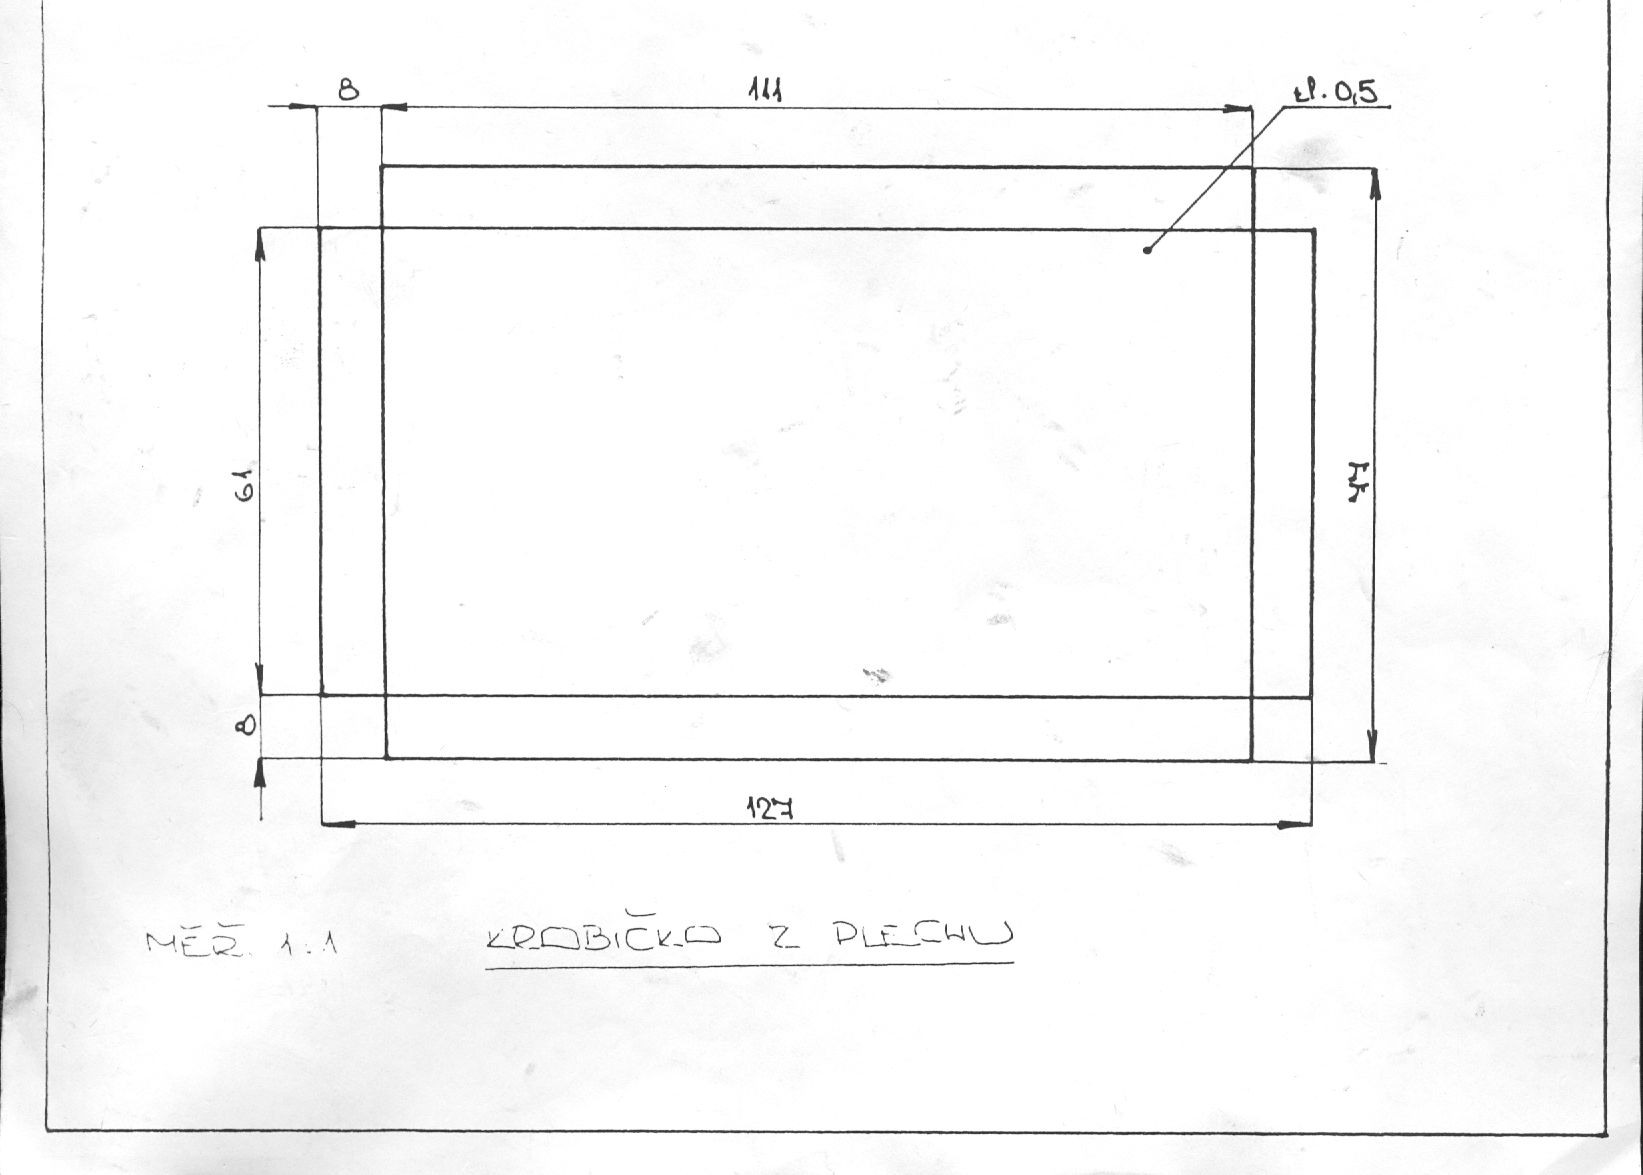 8
111
tl. 0,5
61
77
8
127
MĚŘ. 1:1
KRABIČKA Z PLECHU